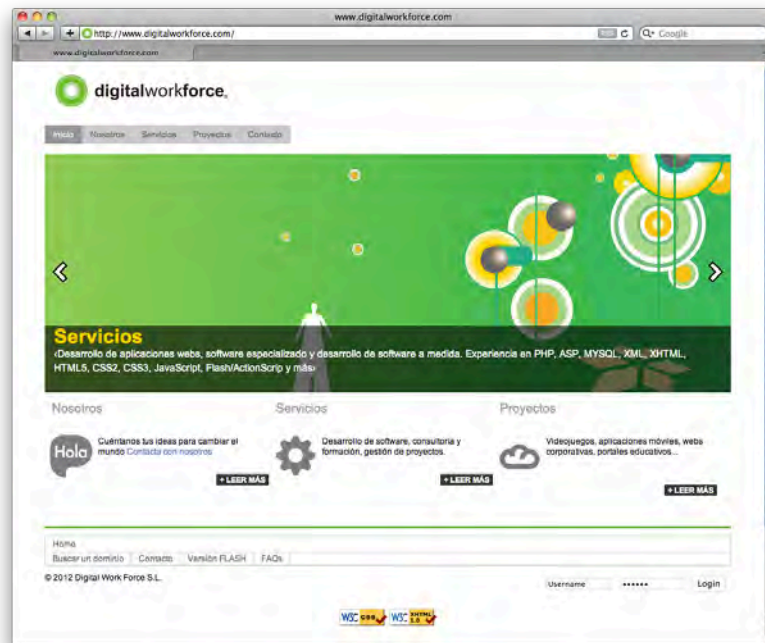 www.digitalworkforce.com
http://www.digitalworkforce.com/
Google
www.digitalworkforce.com
digitalworkforce.
Inicio Nosotros Servicios Proyectos Contacto
Servicios
‹Desarrollo de aplicaciones webs, software especializado y desarrollo de software a medida. Experiencia en PHP, ASP, MYSQL, XML, XHTML,
HTML5, CSS2, CSS3, JavaScript, Flash/ActionScrip y más›
Nosotros
Hola
Cuéntanos tus ideas para cambiar el
mundo Contacta con nosotros
+ LEER MÁS
Servicios
Desarrollo de software, consultoría y
formación, gestión de proyectos.
+ LEER MÁS
Proyectos
Videojuegos, aplicaciones móviles, webs
corporativas, portales educativos...
+ LEER MÁS
Home
Buscar un dominio Contacto Versión FLASH FAQs
© 2012 Digital Work Force S.L.
Username •••••• Login
W3C css W3C XHTML 1.0